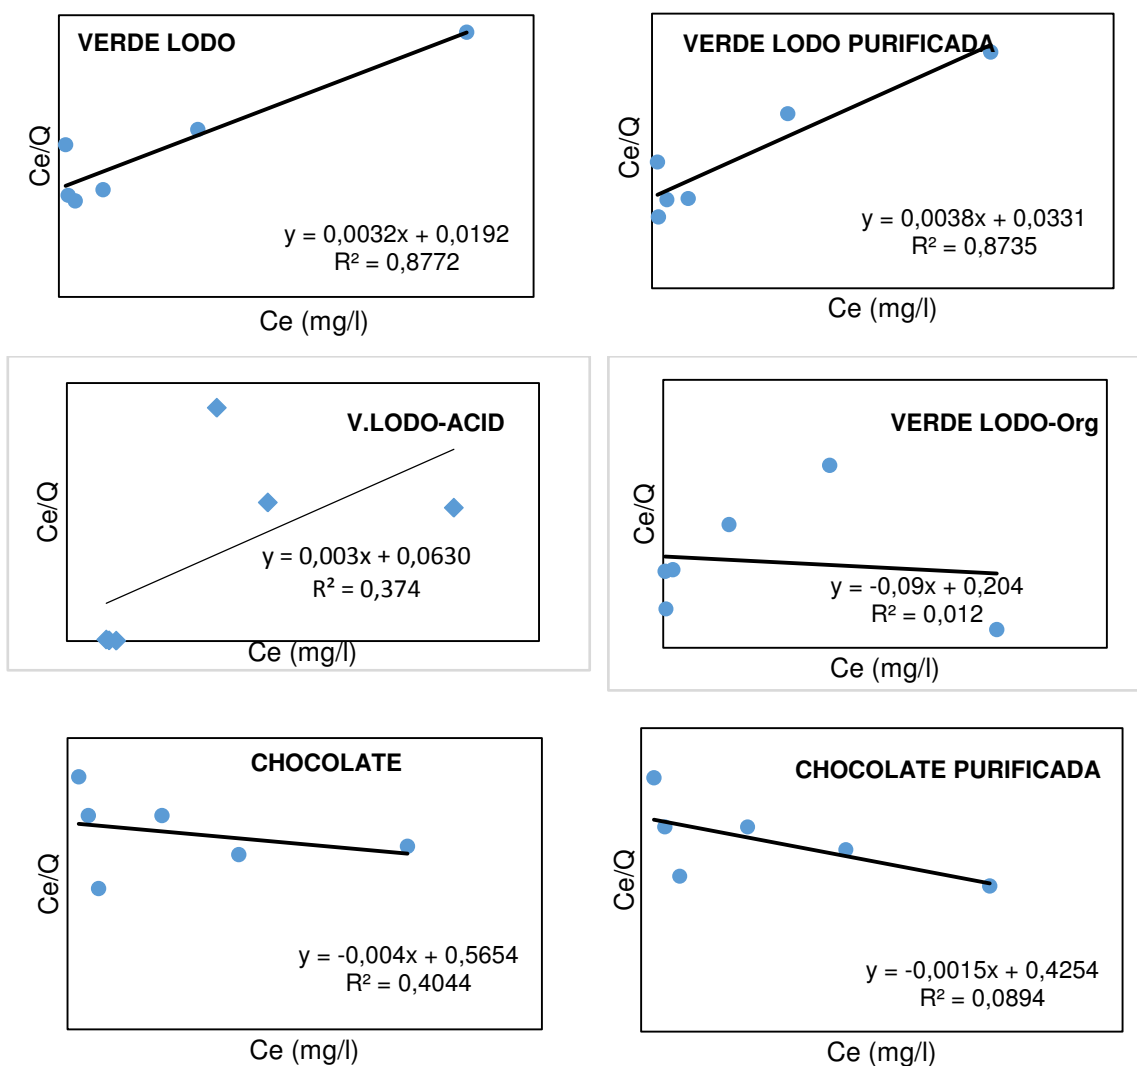 VERDE LODO
Ce/Q
y = 0,0032x + 0,0192
R² = 0,8772
Ce (mg/l)
VERDE LODO PURIFICADA
Ce/Q
y = 0,0038x + 0,0331
R² = 0,8735
Ce (mg/l)
V.LODO-ACID
Ce/Q
y = 0,003x + 0,0630
R² = 0,374
Ce (mg/l)
VERDE LODO-Org
Ce/Q
y = -0,09x + 0,204
R² = 0,012
Ce (mg/l)
CHOCOLATE
Ce/Q
y = -0,004x + 0,5654
R² = 0,4044
Ce (mg/l)
CHOCOLATE PURIFICADA
Ce/Q
y = -0,0015x + 0,4254
R² = 0,0894
Ce (mg/l)